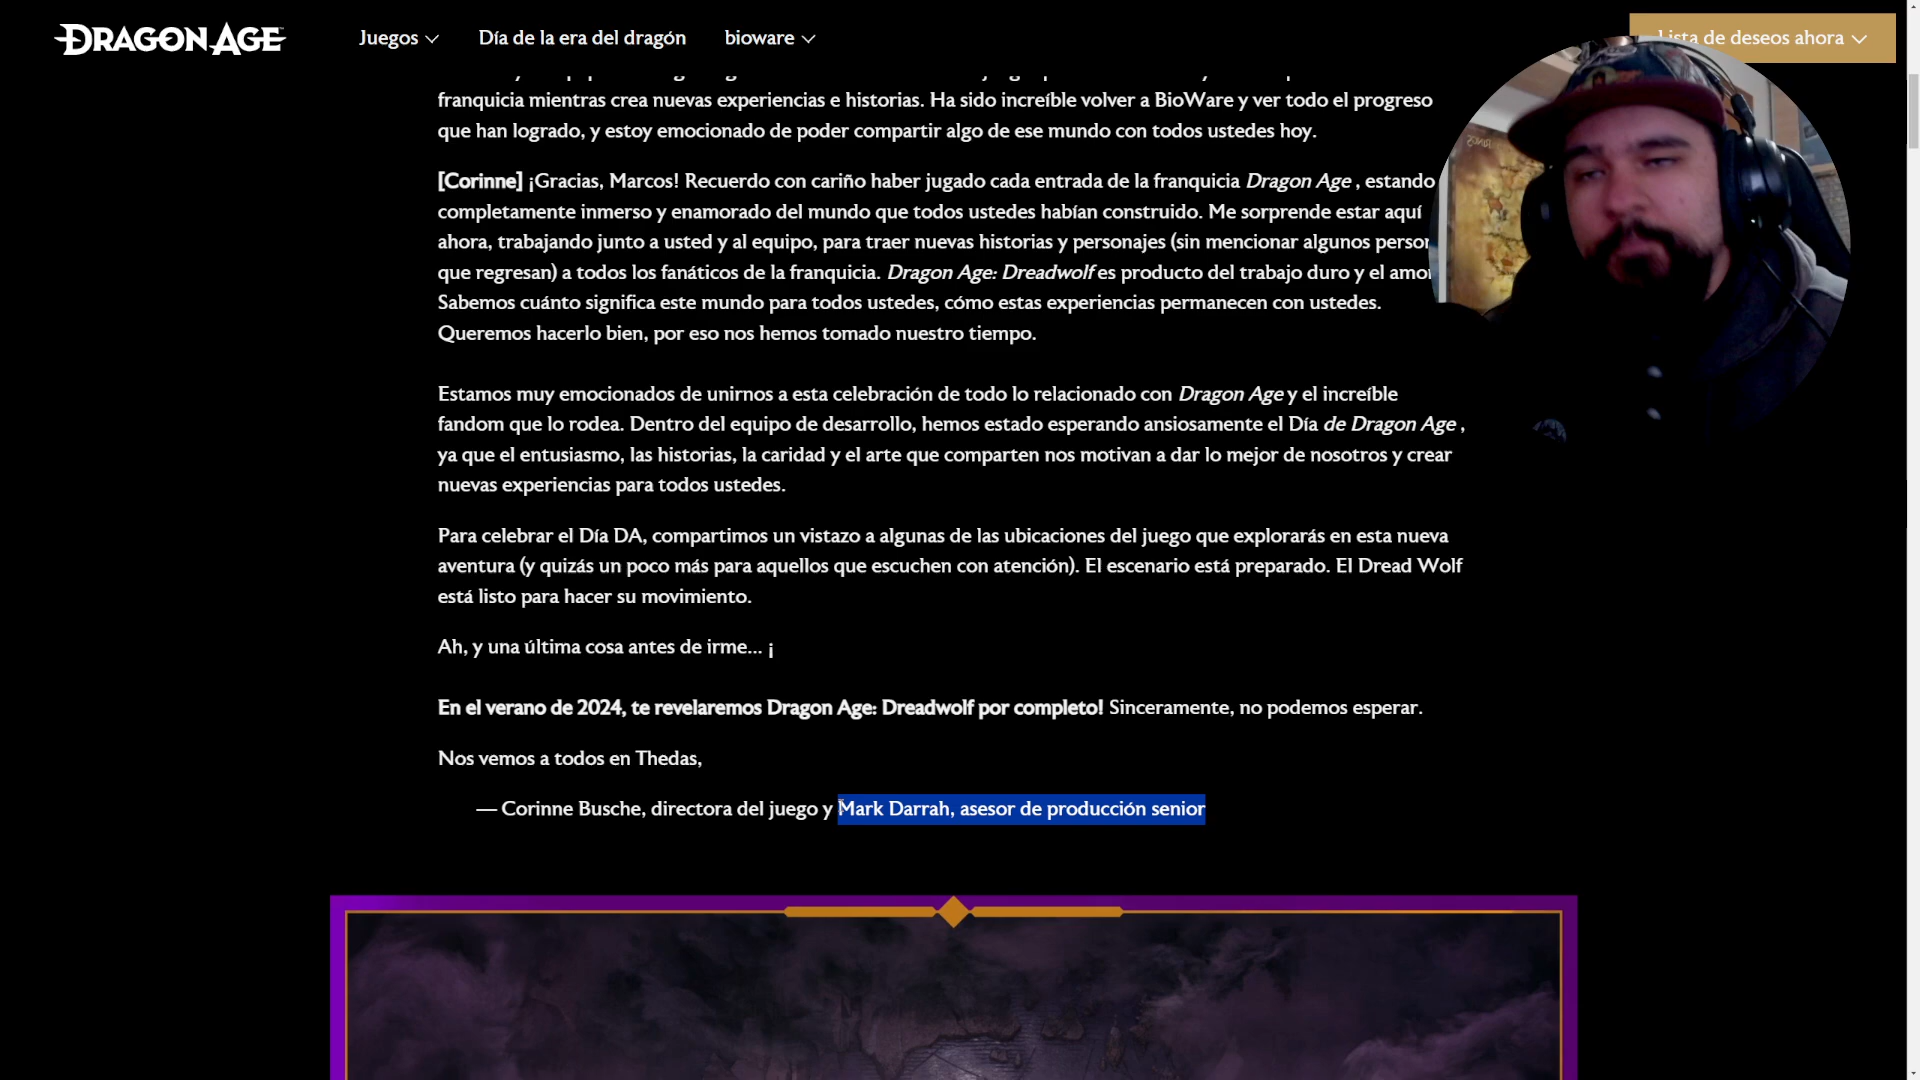 DRAGON AGE
Juegos
Día de la era del dragón
bioware
Lista de deseos ahora
franquicia mientras crea nuevas experiencias e historias. Ha sido increíble volver a BioWare y ver todo el progreso
que han logrado, y estoy emocionado de poder compartir algo de ese mundo con todos ustedes hoy.
[Corinne] ¡Gracias, Marcos! Recuerdo con cariño haber jugado cada entrada de la franquicia Dragon Age , estando
completamente inmerso y enamorado del mundo que todos ustedes habían construido. Me sorprende estar aquí
ahora, trabajando junto a usted y al equipo, para traer nuevas historias y personajes (sin mencionar algunos
que regresan) a todos los fanáticos de la franquicia. Dragon Age: Dreadwolf es producto del trabajo duro y el
Sabemos cuánto significa este mundo para todos ustedes, cómo estas experiencias permanecen con ustedes.
Queremos hacerlo bien, por eso nos hemos tomado nuestro tiempo.
Estamos muy emocionados de unirnos a esta celebración de todo lo relacionado con Dragon Age y el increíble
fandom que lo rodea. Dentro del equipo de desarrollo, hemos estado esperando ansiosamente el Día de Dragon Age ,
ya que el entusiasmo, las historias, la caridad y el arte que comparten nos motivan a dar lo mejor de nosotros y crear
nuevas experiencias para todos ustedes.
Para celebrar el Día DA, compartimos un vistazo a algunas de las ubicaciones del juego que explorarás en esta nueva
aventura (y quizás un poco más para aquellos que escuchen con atención). El escenario está preparado. El Dread Wolf
está listo para hacer su movimiento.
Ah, y una última cosa antes de irme... ¡
En el verano de 2024, te revelaremos Dragon Age: Dreadwolf por completo! Sinceramente, no podemos esperar.
Nos vemos a todos en Thedas,
— Corinne Busche, directora del juego y Mark Darrah, asesor de producción senior